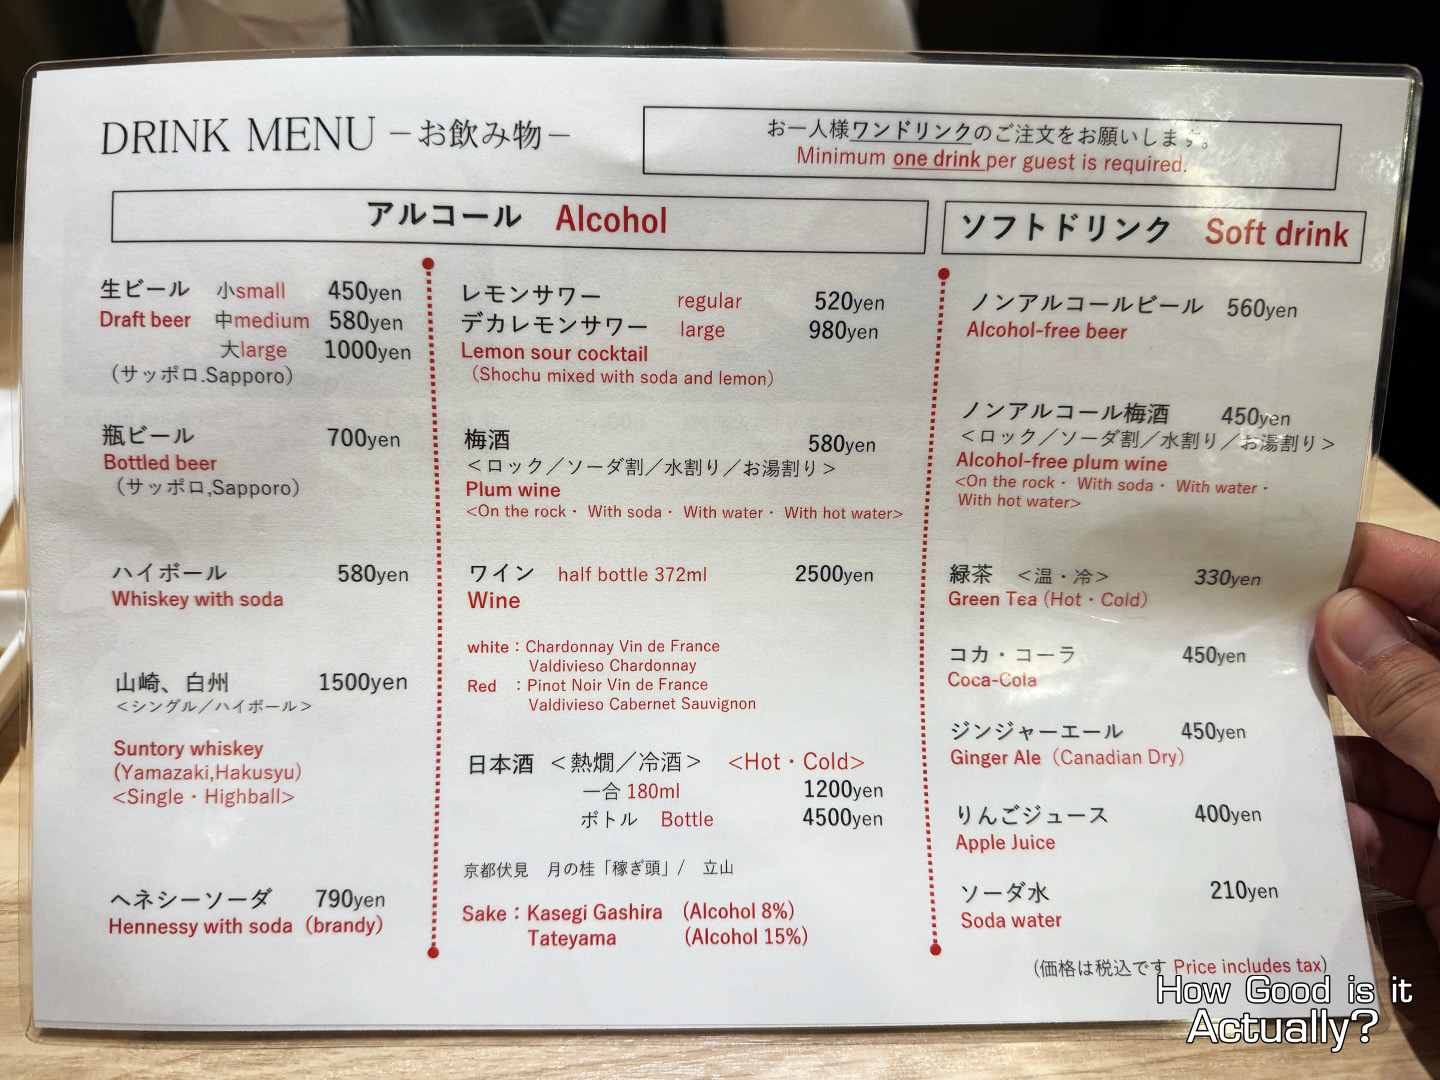 DRINK MENU －お飲み物－
お一人様ワンドリンクのご注文をお願いします。
Minimum one drink per guest is required.
アルコール Alcohol
生ビール 小small 450yen
Draft beer 中medium 580yen
大large 1000yen
（サッポロ.Sapporo）
瓶ビール 700yen
Bottled beer
（サッポロ,Sapporo）
ハイボール 580yen
Whiskey with soda
山崎、白州 1500yen
＜シングル／ハイボール＞
Suntory whiskey
(Yamazaki,Hakusyu)
<Single・Highball>
ヘネシーソーダ 790yen
Hennessy with soda (brandy)
レモンサワー regular 520yen
デカレモンサワー large 980yen
Lemon sour cocktail
（Shochu mixed with soda and lemon）
梅酒 580yen
＜ロック／ソーダ割／水割り／お湯割り＞
Plum wine
<On the rock・ With soda・ With water・ With hot water>
ワイン half bottle 372ml 2500yen
Wine
white：Chardonnay Vin de France
Valdivieso Chardonnay
Red ：Pinot Noir Vin de France
Valdivieso Cabernet Sauvignon
日本酒 ＜熱燗／冷酒＞ <Hot・Cold>
一合 180ml 1200yen
ボトル Bottle 4500yen
京都伏見 月の桂「稼ぎ頭」/ 立山
Sake：Kasegi Gashira (Alcohol 8%)
Tateyama (Alcohol 15%)
ソフトドリンク Soft drink
ノンアルコールビール 560yen
Alcohol-free beer
ノンアルコール梅酒 450yen
＜ロック／ソーダ割／水割り／お湯割り＞
Alcohol-free plum wine
<On the rock・ With soda・ With water・
With hot water>
緑茶 ＜温・冷＞ 330yen
Green Tea (Hot・Cold)
コカ・コーラ 450yen
Coca-Cola
ジンジャーエール 450yen
Ginger Ale（Canadian Dry）
りんごジュース 400yen
Apple Juice
ソーダ水 210yen
Soda water
(価格は税込です Price includes tax)
How Good is it
Actually?